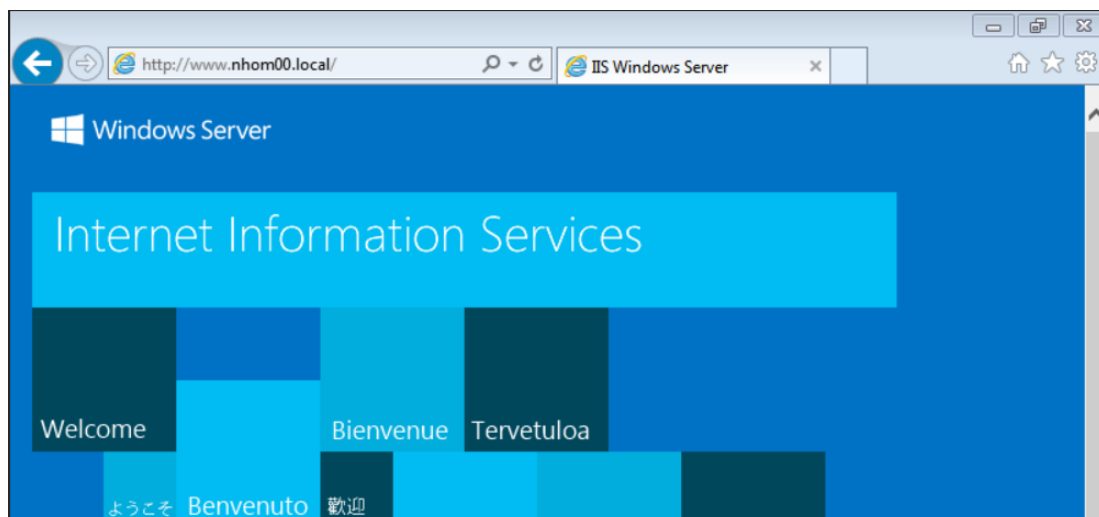 http://www.nhom00.local/
IIS Windows Server
Windows Server
Internet Information Services
Welcome
Bienvenue
Tervetuloa
ようこそ
Benvenuto
歡迎